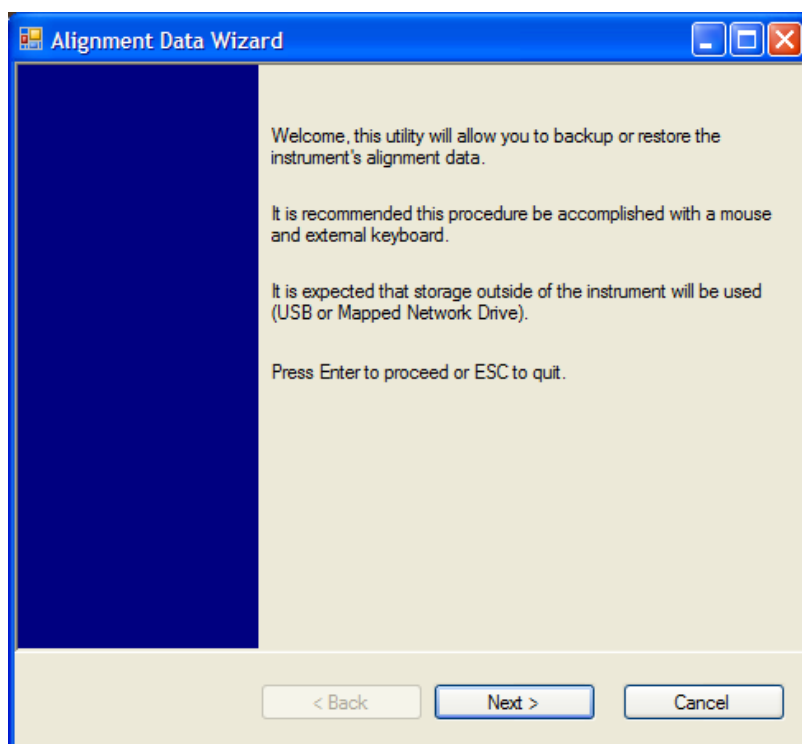 Alignment Data Wizard
Welcome, this utility will allow you to backup or restore the
instrument's alignment data.
It is recommended this procedure be accomplished with a mouse
and external keyboard.
It is expected that storage outside of the instrument will be used
(USB or Mapped Network Drive).
Press Enter to proceed or ESC to quit.
< Back
Next >
Cancel